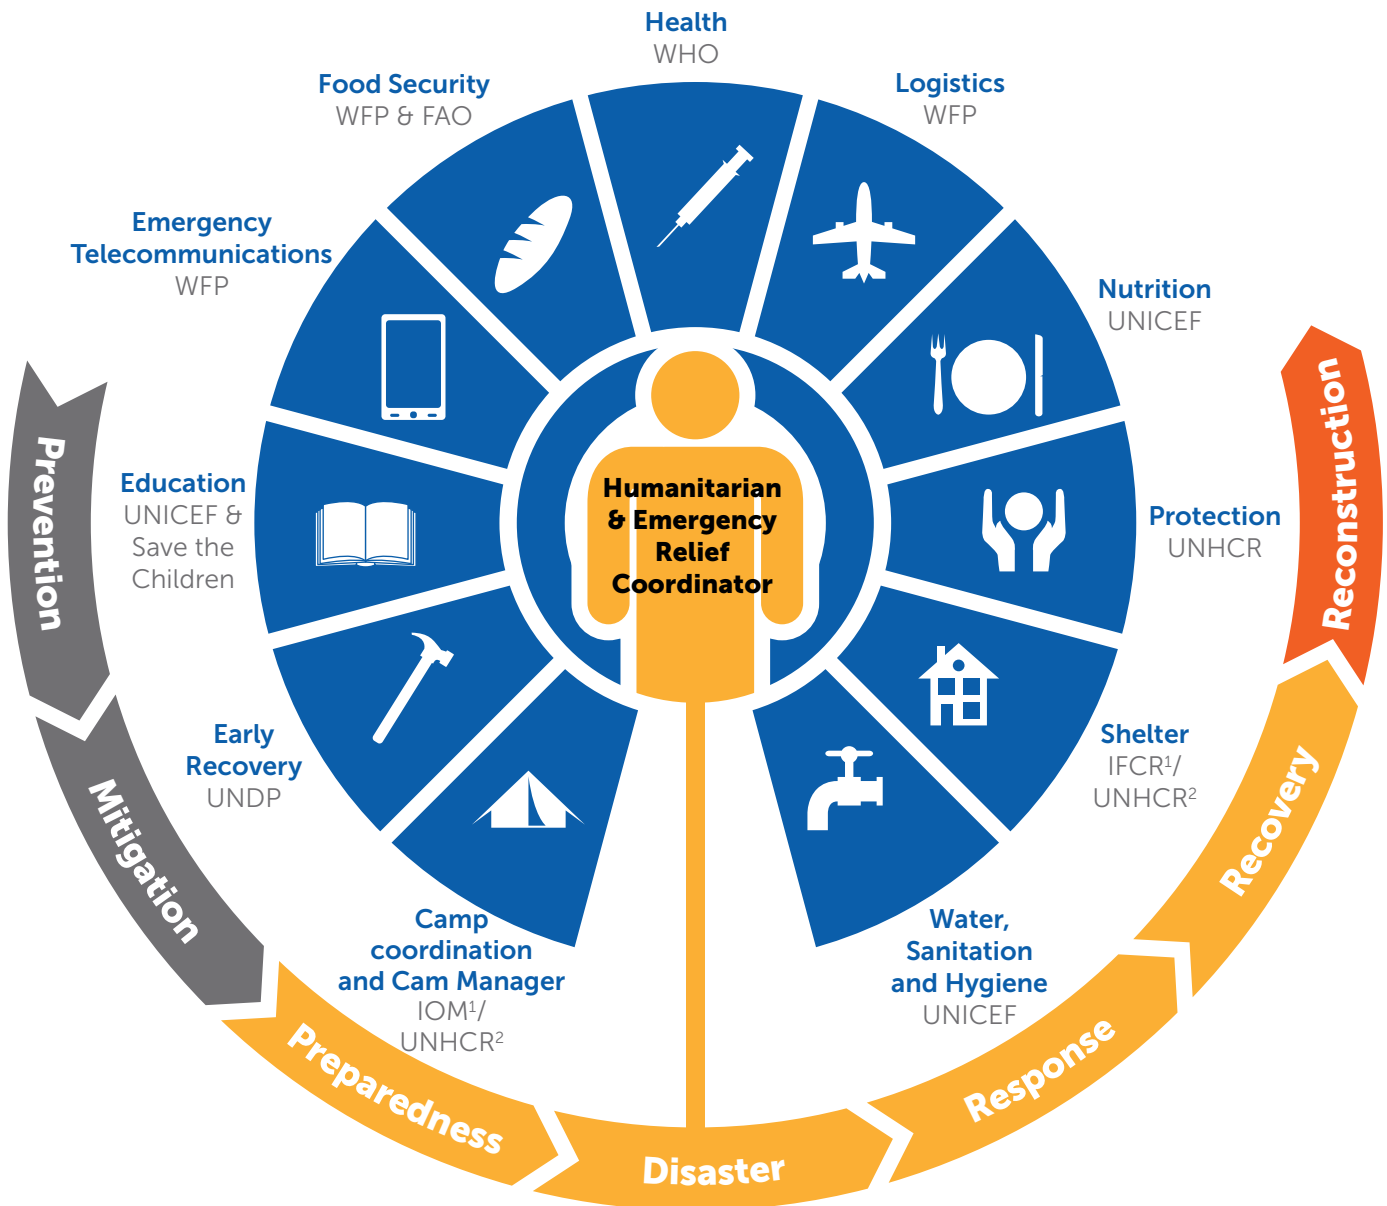 Health
WHO
Logistics
WFP
Nutrition
UNICEF
Protection
UNHCR
Shelter
IFCR¹/
UNHCR²
Water,
Sanitation
and Hygiene
UNICEF
Camp
coordination
and Cam Manager
IOM¹/
UNHCR²
Early
Recovery
UNDP
Education
UNICEF &
Save the
Children
Emergency
Telecommunications
WFP
Food Security
WFP & FAO
Humanitarian
& Emergency
Relief
Coordinator
Prevention
Mitigation
Preparedness
Disaster
Response
Recovery
Reconstruction